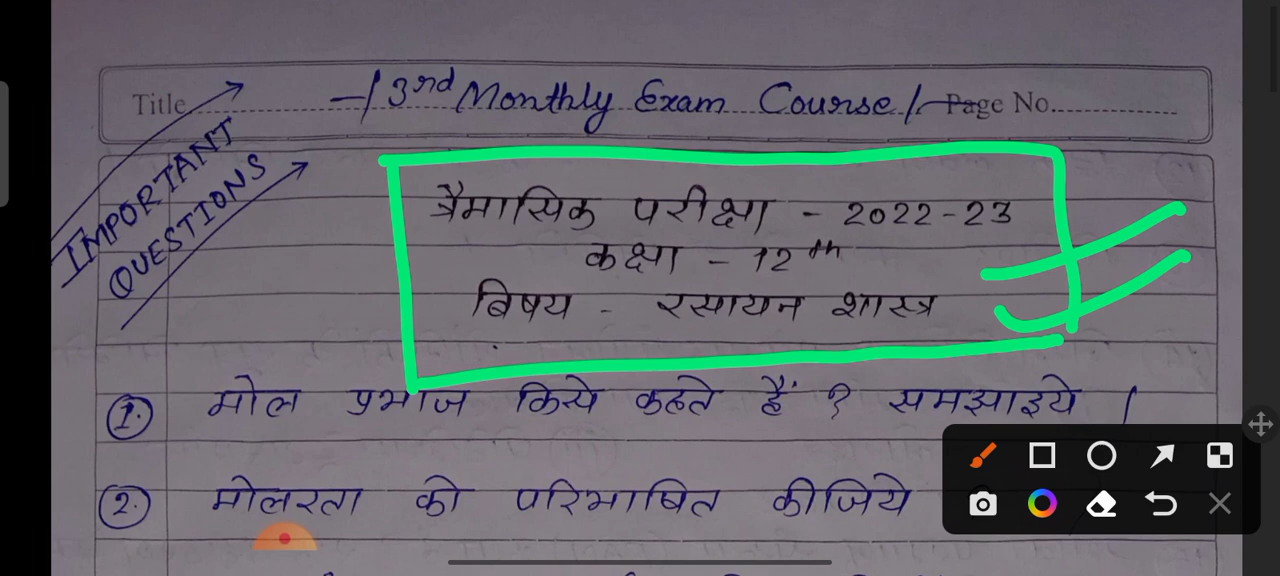 Title -/ 3rd Monthly Exam Course /- Page No.
IMPORTANT
QUESTIONS
त्रैमासिक परीक्षा - 2022-23
कक्षा - 12th
बिषय - रसायन शास्त्र
1. मोल प्रभाज किसे कहते हैं ? समझाइये |
2. मोलरता को परिभाषित कीजिये